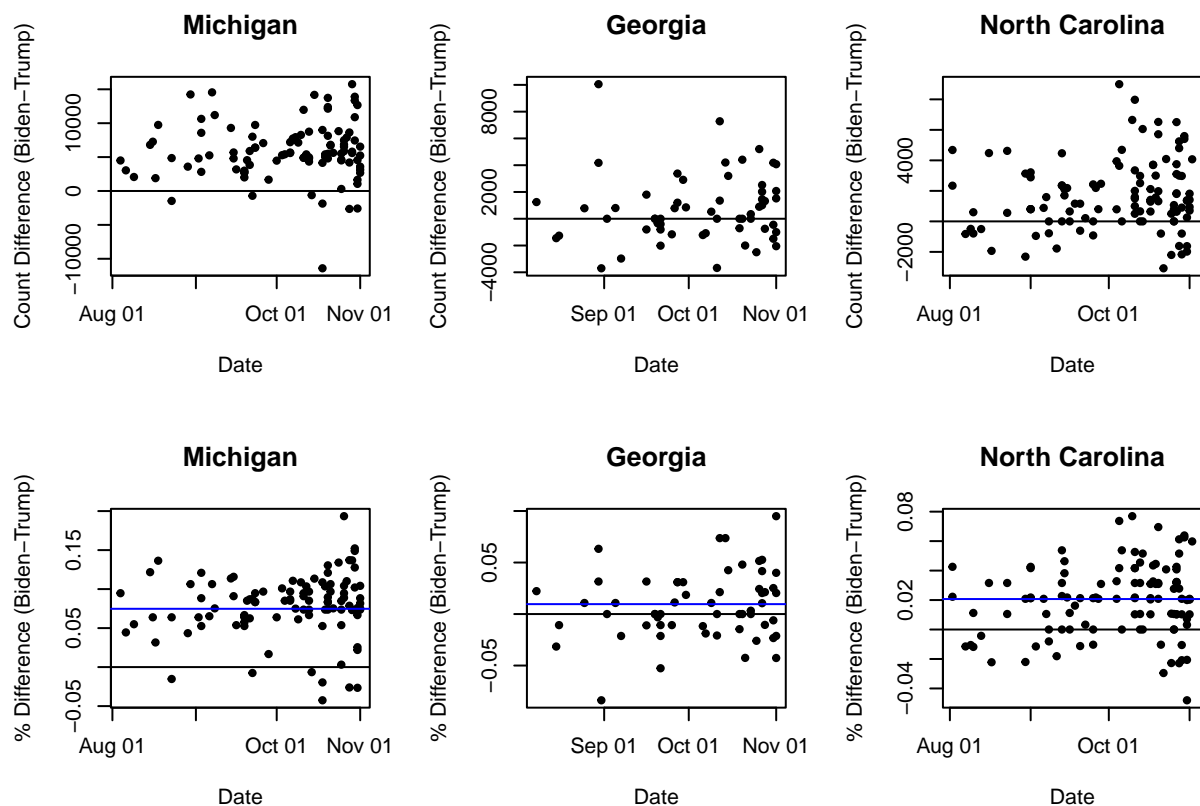 Michigan
Count Difference (Biden−Trump)
10000
0
−10000
Aug 01
Oct 01
Nov 01
Date
Georgia
Count Difference (Biden−Trump)
8000
2000
−4000
Sep 01
Oct 01
Nov 01
Date
North Carolina
Count Difference (Biden−Trump)
4000
−2000
Aug 01
Oct 01
Date
Michigan
% Difference (Biden−Trump)
0.15
0.05
−0.05
Aug 01
Oct 01
Nov 01
Date
Georgia
% Difference (Biden−Trump)
0.05
−0.05
Sep 01
Oct 01
Nov 01
Date
North Carolina
% Difference (Biden−Trump)
0.08
0.02
−0.04
Aug 01
Oct 01
Date